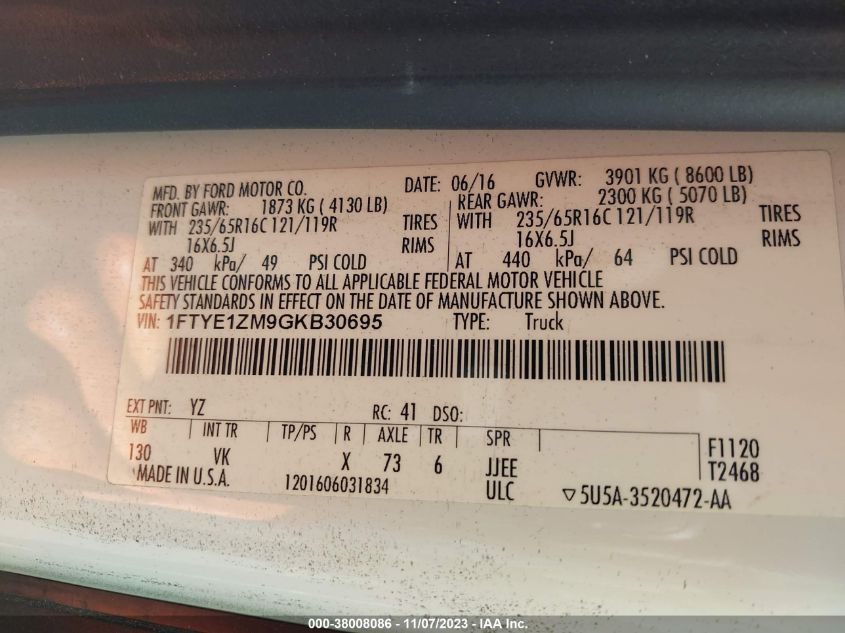 MFD. BY FORD MOTOR CO. DATE: 06/16 GVWR: 3901 KG ( 8600 LB)
FRONT GAWR: 1873 KG ( 4130 LB) REAR GAWR: 2300 KG ( 5070 LB)
WITH 235/65R16C 121/119R TIRES WITH 235/65R16C 121/119R TIRES
16X6.5J RIMS 16X6.5J RIMS
AT 340 kPa/ 49 PSI COLD AT 440 kPa/ 64 PSI COLD
THIS VEHICLE CONFORMS TO ALL APPLICABLE FEDERAL MOTOR VEHICLE
SAFETY STANDARDS IN EFFECT ON THE DATE OF MANUFACTURE SHOWN ABOVE.
VIN: 1FTYE1ZM9GKB30695 TYPE: Truck
EXT PNT: YZ RC: 41 DSO:
WB INT TR TP/PS R AXLE TR SPR F1120
130 VK X 73 6 JJEE T2468
MADE IN U.S.A. 1201606031834 ULC ▽5U5A-3520472-AA
000-38008086 - 11/07/2023 - IAA Inc.